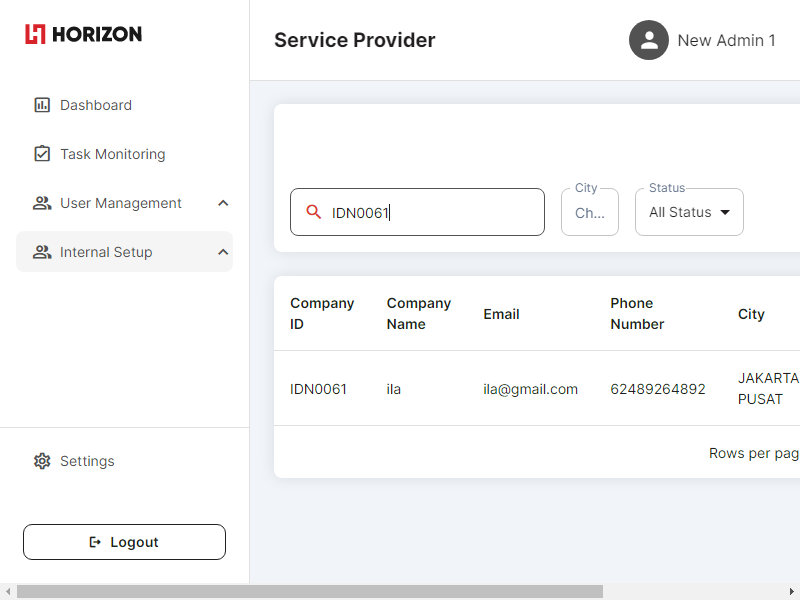 HORIZON
Service Provider
New Admin 1
Dashboard
Task Monitoring
User Management
Internal Setup
Settings
Logout
IDN0061
City
Ch...
Status
All Status
Company ID
Company Name
Email
Phone Number
City
IDN0061
ila
ila@gmail.com
62489264892
JAKARTA
PUSAT
Rows per pag